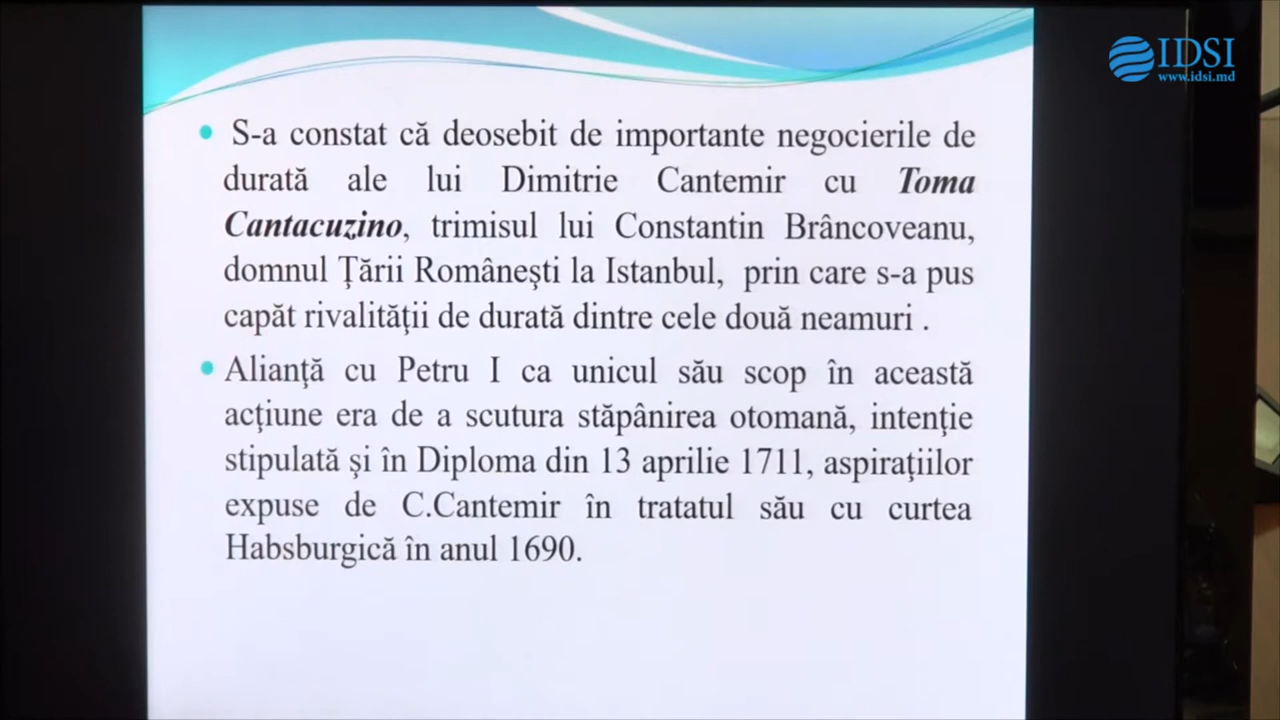 IDSI
www.idsi.md
• S-a constat că deosebit de importante negocierile de
durată ale lui Dimitrie Cantemir cu Toma
Cantacuzino, trimisul lui Constantin Brâncoveanu,
domnul Ţării Româneşti la Istanbul, prin care s-a pus
capăt rivalităţii de durată dintre cele două neamuri .
• Alianţă cu Petru I ca unicul său scop în această
acţiune era de a scutura stăpânirea otomană, intenţie
stipulată şi în Diploma din 13 aprilie 1711, aspiraţiilor
expuse de C.Cantemir în tratatul său cu curtea
Habsburgică în anul 1690.